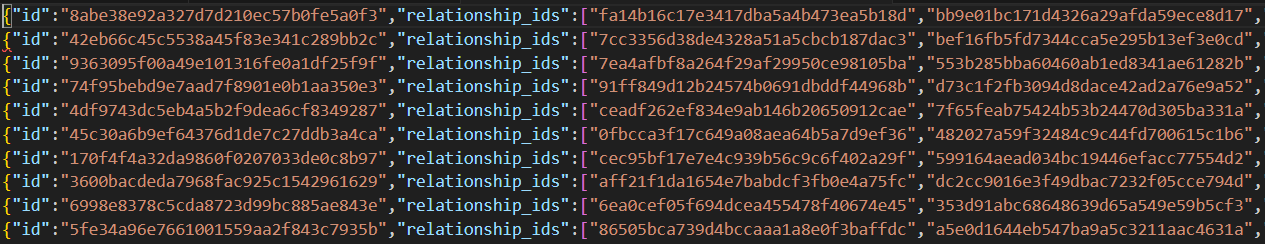 {"id":"8abe38e92a327d7d210ec57b0fe5a0f3","relationship_ids":["fa14b16c17e3417dba5a4b473ea5b18d","bb9e01bc171d4326a29afda59ece8d17",
{"id":"42eb66c45c5538a45f83e341c289bb2c","relationship_ids":["7cc3356d38de4328a51a5cbcb187dac3","bef16fb5fd7344cca5e295b13ef3e0cd",
{"id":"9363095f00a49e101316fe0a1df25f9f","relationship_ids":["7ea4afbf8a264f29af29950ce98105ba","553b285bba60460ab1ed8341ae61282b",
{"id":"74f95bebd9e7aad7f8901e0b1aa350e3","relationship_ids":["91ff849d12b24574b0691dbddf44968b","d73c1f2fb3094d8dace42ad2a76e9a52",
{"id":"4df9743dc5eb4a5b2f9dea6cf8349287","relationship_ids":["ceadf262ef834e9ab146b20650912cae","7f65feab75424b53b24470d305ba331a",
{"id":"45c30a6b9ef64376d1de7c27ddb3a4ca","relationship_ids":["0fbcca3f17c649a08aea64b5a7d9ef36","482027a59f32484c9c44fd700615c1b6",
{"id":"170f4f4a32da9860f0207033de0c8b97","relationship_ids":["cec95bf17e7e4c939b56c9c6f402a29f","599164aead034bc19446efacc77554d2",
{"id":"3600bacdeda7968fac925c1542961629","relationship_ids":["aff21f1da1654e7babdcf3fb0e4a75fc","dc2cc9016e3f49dbac7232f05cce794d",
{"id":"6998e8378c5cda8723d99bc885ae843e","relationship_ids":["6ea0cef05f694dcea455478f40674e45","353d91abc68648639d65a549e59b5cf3",
{"id":"5fe34a96e7661001559aa2f843c7935b","relationship_ids":["86505bca739d4bccaaa1a8e0f3baffdc","a5e0d1644eb547ba9a5c3211aac4631a",